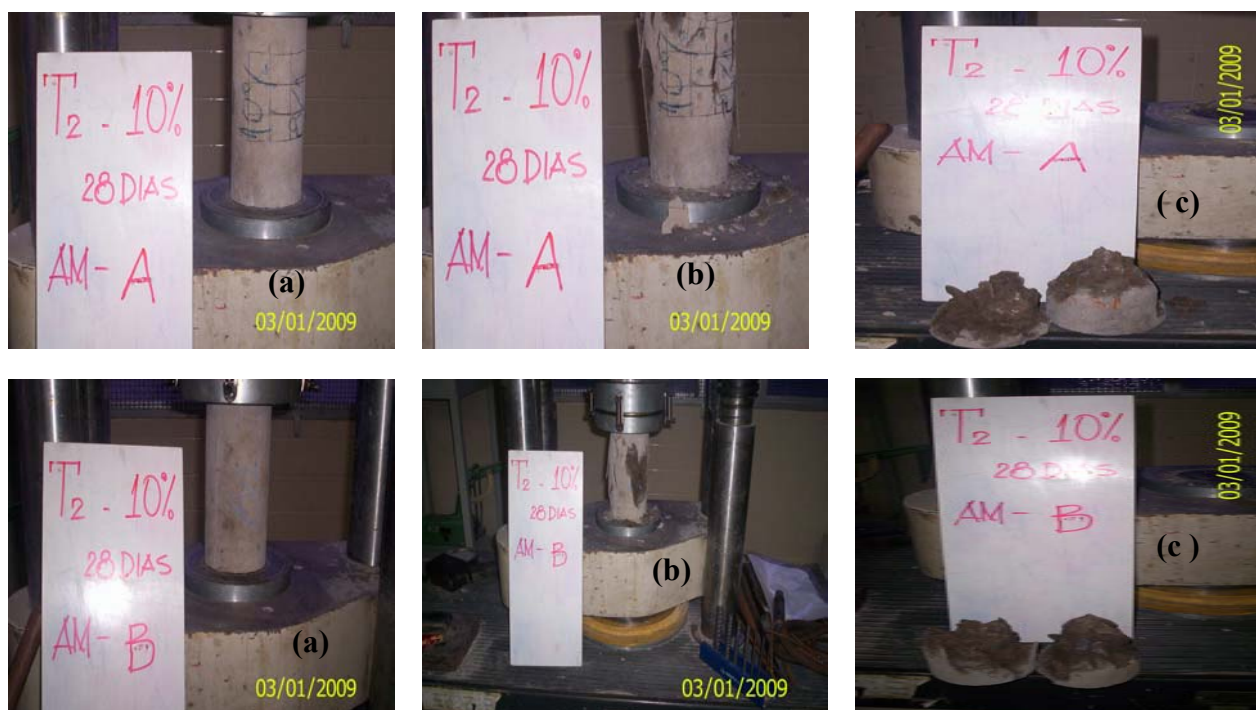 T2 - 10%
28 DIAS
AM - A
(a)
03/01/2009
T2 - 10%
28 DIAS
AM - A
(b)
03/01/2009
T2 - 10%
28 DIAS
AM - A
(c)
03/01/2009
T2 - 10%
28 DIAS
AM - B
(a)
03/01/2009
T2 - 10%
28 DIAS
AM - B
(b)
03/01/2009
T2 - 10%
28 DIAS
AM - B
(c)
03/01/2009